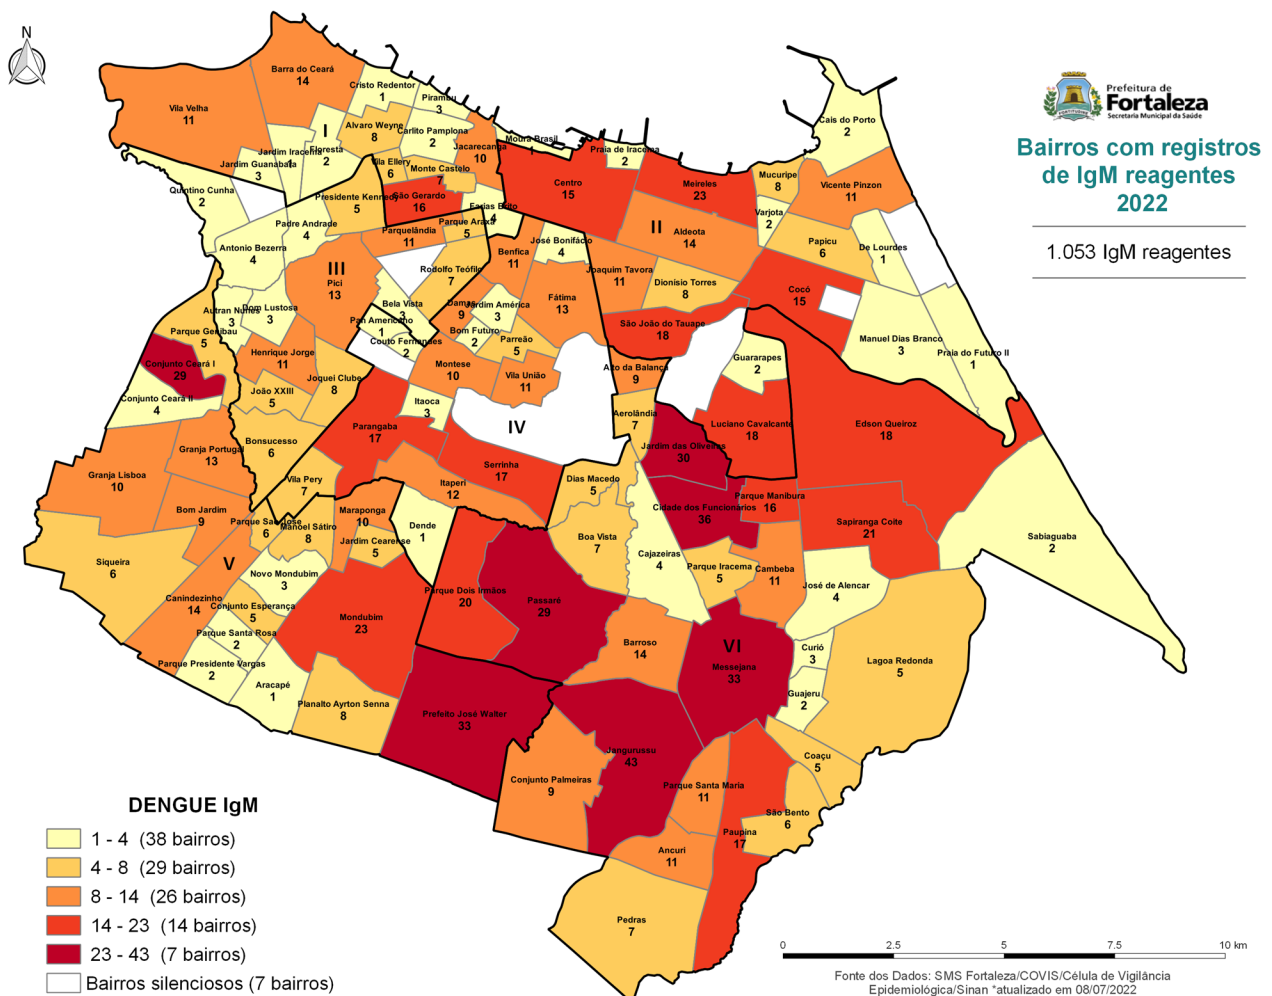 N
Prefeitura de
Fortaleza
Secretaria Municipal da Saúde
Bairros com registros
de IgM reagentes
2022
1.053 IgM reagentes
Barra do Ceará
14
Vila Velha
11
Cristo Redentor
1
Pirambu
3
I
Alvaro Weyne
8
Carlito Pamplona
2
Floresta
2
Jardim Iracema
1
Jardim Guanabara
3
Jacarecanga
10
Moura Brasil
1
Praia de Iracema
2
Cais do Porto
2
Vila Ellery
6
Monte Castelo
7
Quintino Cunha
2
Presidente Kennedy
5
São Gerardo
16
Farias Brito
4
Centro
15
Meireles
23
Mucuripe
8
Vicente Pinzon
11
Varjota
2
Padre Andrade
4
Parquelândia
11
Parque Araxá
5
II
Aldeota
14
Papicu
6
De Lourdes
1
Antonio Bezerra
4
III
Pici
13
Rodolfo Teófilo
7
Benfica
11
José Bonifácio
4
Joaquim Tavora
11
Dionisio Torres
8
Cocó
15
Autran Nunes
3
Dom Lustosa
3
Bela Vista
3
Damas
9
Jardim América
3
Fátima
13
São João do Tauape
18
Manuel Dias Branco
3
Praia do Futuro II
1
Parque Genibau
5
Pan Americano
1
Couto Fernandes
2
Bom Futuro
2
Parreão
5
Guararapes
2
Conjunto Ceará I
29
Henrique Jorge
11
Joquei Clube
8
Montese
10
Vila União
11
Alto da Balança
9
Conjunto Ceará II
4
João XXIII
5
Itaoca
3
Aerolândia
7
Parangaba
17
IV
Luciano Cavalcante
18
Edson Queiroz
18
Granja Portugal
13
Bonsucesso
6
Jardim das Oliveiras
30
Granja Lisboa
10
Vila Pery
7
Serrinha
17
Itaperi
12
Dias Macedo
5
Parque Manibura
16
Bom Jardim
9
Parque Sao Jose
6
Manoel Sátiro
8
Maraponga
10
Jardim Cearense
5
Dende
1
Boa Vista
7
Cidade dos Funcionários
36
Sapiranga Coite
21
Sabiaguaba
2
Siqueira
6
V
Novo Mondubim
3
Cajazeiras
4
Parque Iracema
5
Cambeba
11
José de Alencar
4
Canindezinho
14
Conjunto Esperança
5
Mondubim
23
Parque Dois Irmãos
20
Passaré
29
Parque Santa Rosa
2
Barroso
14
VI
Messejana
33
Curió
3
Lagoa Redonda
5
Parque Presidente Vargas
2
Aracapé
1
Planalto Ayrton Senna
8
Guajeru
2
Prefeito José Walter
33
Jangurussu
43
Coaçu
5
Conjunto Palmeiras
9
Parque Santa Maria
11
São Bento
6
Paupina
17
Ancuri
11
Pedras
7
DENGUE IgM
1 - 4 (38 bairros)
4 - 8 (29 bairros)
8 - 14 (26 bairros)
14 - 23 (14 bairros)
23 - 43 (7 bairros)
Bairros silenciosos (7 bairros)
0 2.5 5 7.5 10 km
Fonte dos Dados: SMS Fortaleza/COVIS/Célula de Vigilância
Epidemiológica/Sinan *atualizado em 08/07/2022